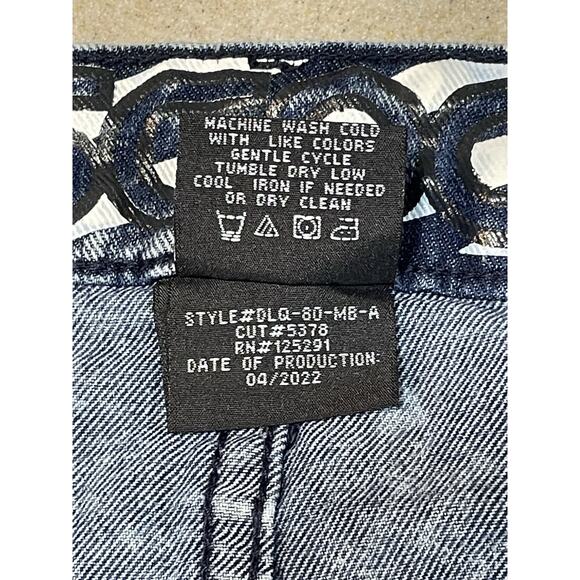 MACHINE WASH COLD
WITH LIKE COLORS
GENTLE CYCLE
TUMBLE DRY LOW
COOL IRON IF NEEDED
OR DRY CLEAN
STYLE#DLQ-80-MB-A
CUT#5378
RN#125291
DATE OF PRODUCTION:
04/2022